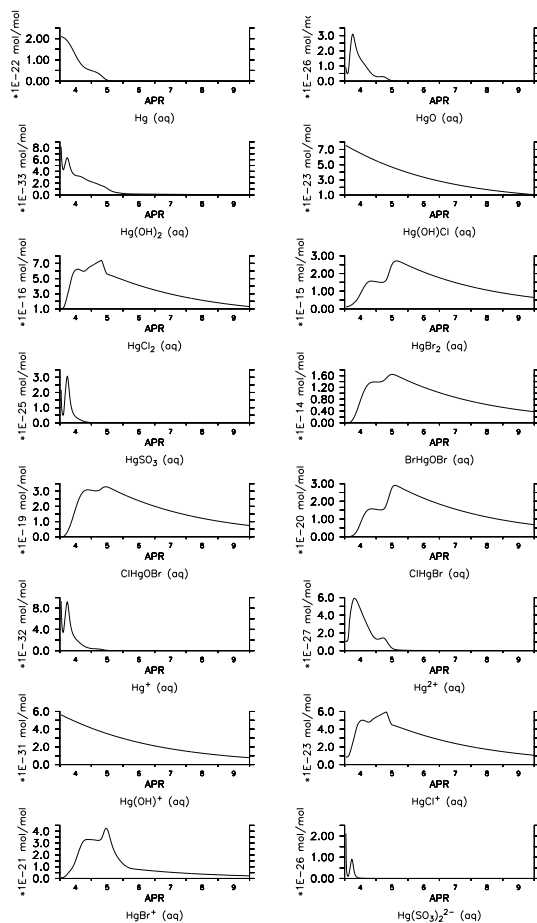 *1E-22 mol/mol
2.00
1.00
0.00
4 5 6 7 8 9
APR
Hg (aq)
*1E-26 mol/mol
3.0
2.0
1.0
0.0
4 5 6 7 8 9
APR
HgO (aq)
*1E-33 mol/mol
8.0
6.0
4.0
2.0
0.0
4 5 6 7 8 9
APR
Hg(OH)₂ (aq)
*1E-23 mol/mol
7.0
5.0
3.0
1.0
4 5 6 7 8 9
APR
Hg(OH)Cl (aq)
*1E-16 mol/mol
7.0
5.0
3.0
1.0
4 5 6 7 8 9
APR
HgCl₂ (aq)
*1E-15 mol/mol
3.0
2.0
1.0
0.0
4 5 6 7 8 9
APR
HgBr₂ (aq)
*1E-25 mol/mol
3.0
2.0
1.0
0.0
4 5 6 7 8 9
APR
HgSO₃ (aq)
*1E-14 mol/mol
1.60
1.20
0.80
0.40
0.00
4 5 6 7 8 9
APR
BrHgOBr (aq)
*1E-19 mol/mol
3.0
2.0
1.0
0.0
4 5 6 7 8 9
APR
ClHgOBr (aq)
*1E-20 mol/mol
3.00
2.00
1.00
0.00
4 5 6 7 8 9
APR
ClHgBr (aq)
*1E-32 mol/mol
8.0
4.0
0.0
4 5 6 7 8 9
APR
Hg⁺ (aq)
*1E-27 mol/mol
6.0
4.0
2.0
0.0
4 5 6 7 8 9
APR
Hg²⁺ (aq)
*1E-31 mol/mol
6.0
4.0
2.0
0.0
4 5 6 7 8 9
APR
Hg(OH)⁺ (aq)
*1E-23 mol/mol
6.0
4.0
2.0
0.0
4 5 6 7 8 9
APR
HgCl⁺ (aq)
*1E-21 mol/mol
4.0
3.0
2.0
1.0
0.0
4 5 6 7 8 9
APR
HgBr⁺ (aq)
*1E-26 mol/mol
2.00
1.00
0.00
4 5 6 7 8 9
APR
Hg(SO₃)₂²⁻ (aq)